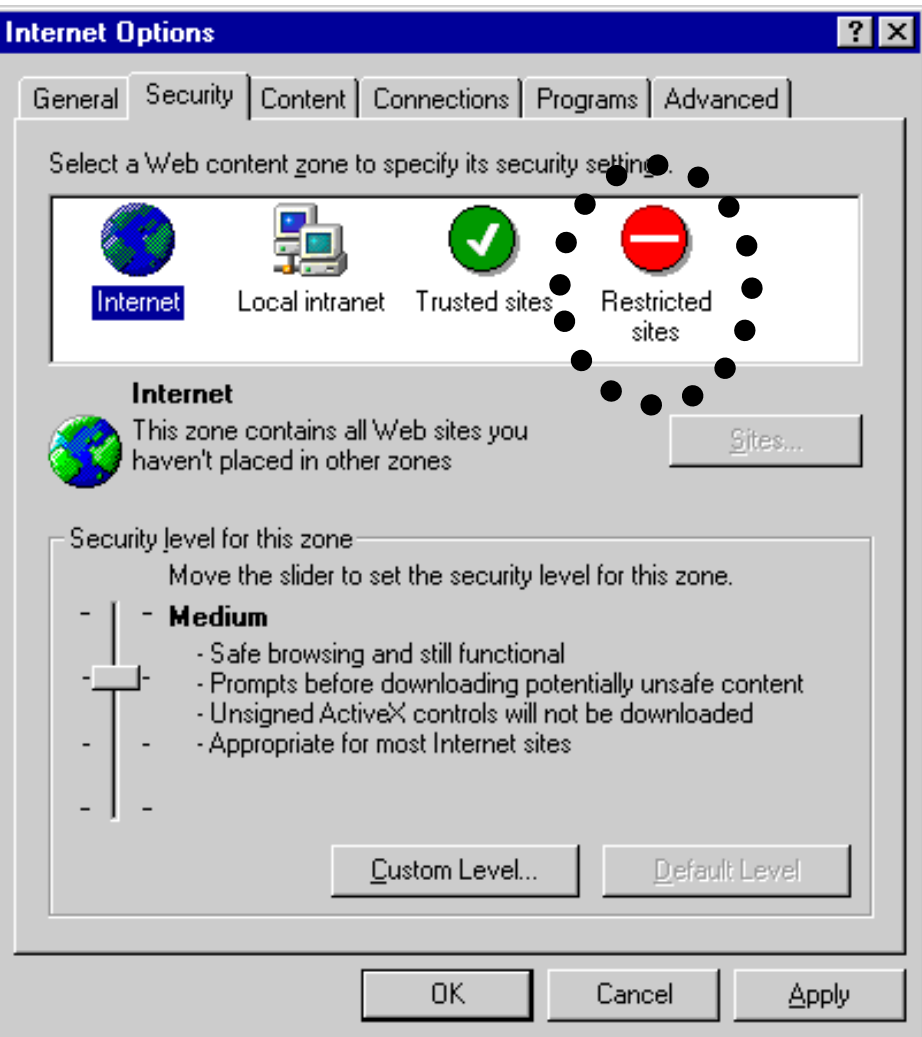 Internet Options
General Security Content Connections Programs Advanced
Select a Web content zone to specify its security
Internet Local intranet Trusted sites Restricted
sites
Internet
This zone contains all Web sites you
haven't placed in other zones
Sites...
Security level for this zone
Move the slider to set the security level for this zone.
Medium
- Safe browsing and still functional
- Prompts before downloading potentially unsafe content
- Unsigned ActiveX controls will not be downloaded
- Appropriate for most Internet sites
Custom Level... Default Level
OK Cancel Apply